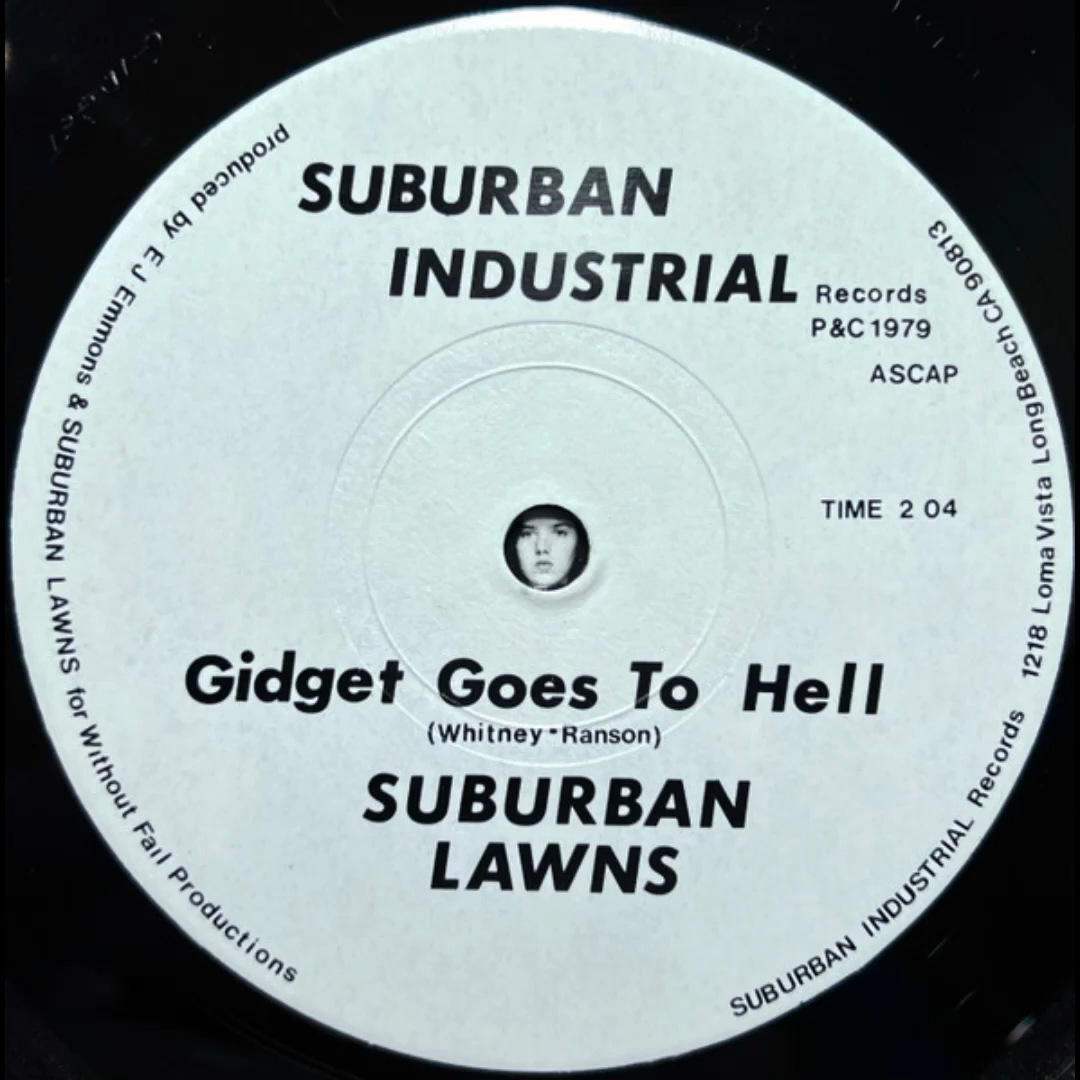 SUBURBAN
INDUSTRIAL Records
P&C 1979
ASCAP
TIME 2 04
Gidget Goes To Hell
(Whitney-Ranson)
SUBURBAN
LAWNS
produced by E J Emmons & SUBURBAN LAWNS for Without Fail Productions
SUBURBAN INDUSTRIAL Records 1218 Loma Vista LongBeach CA 90813